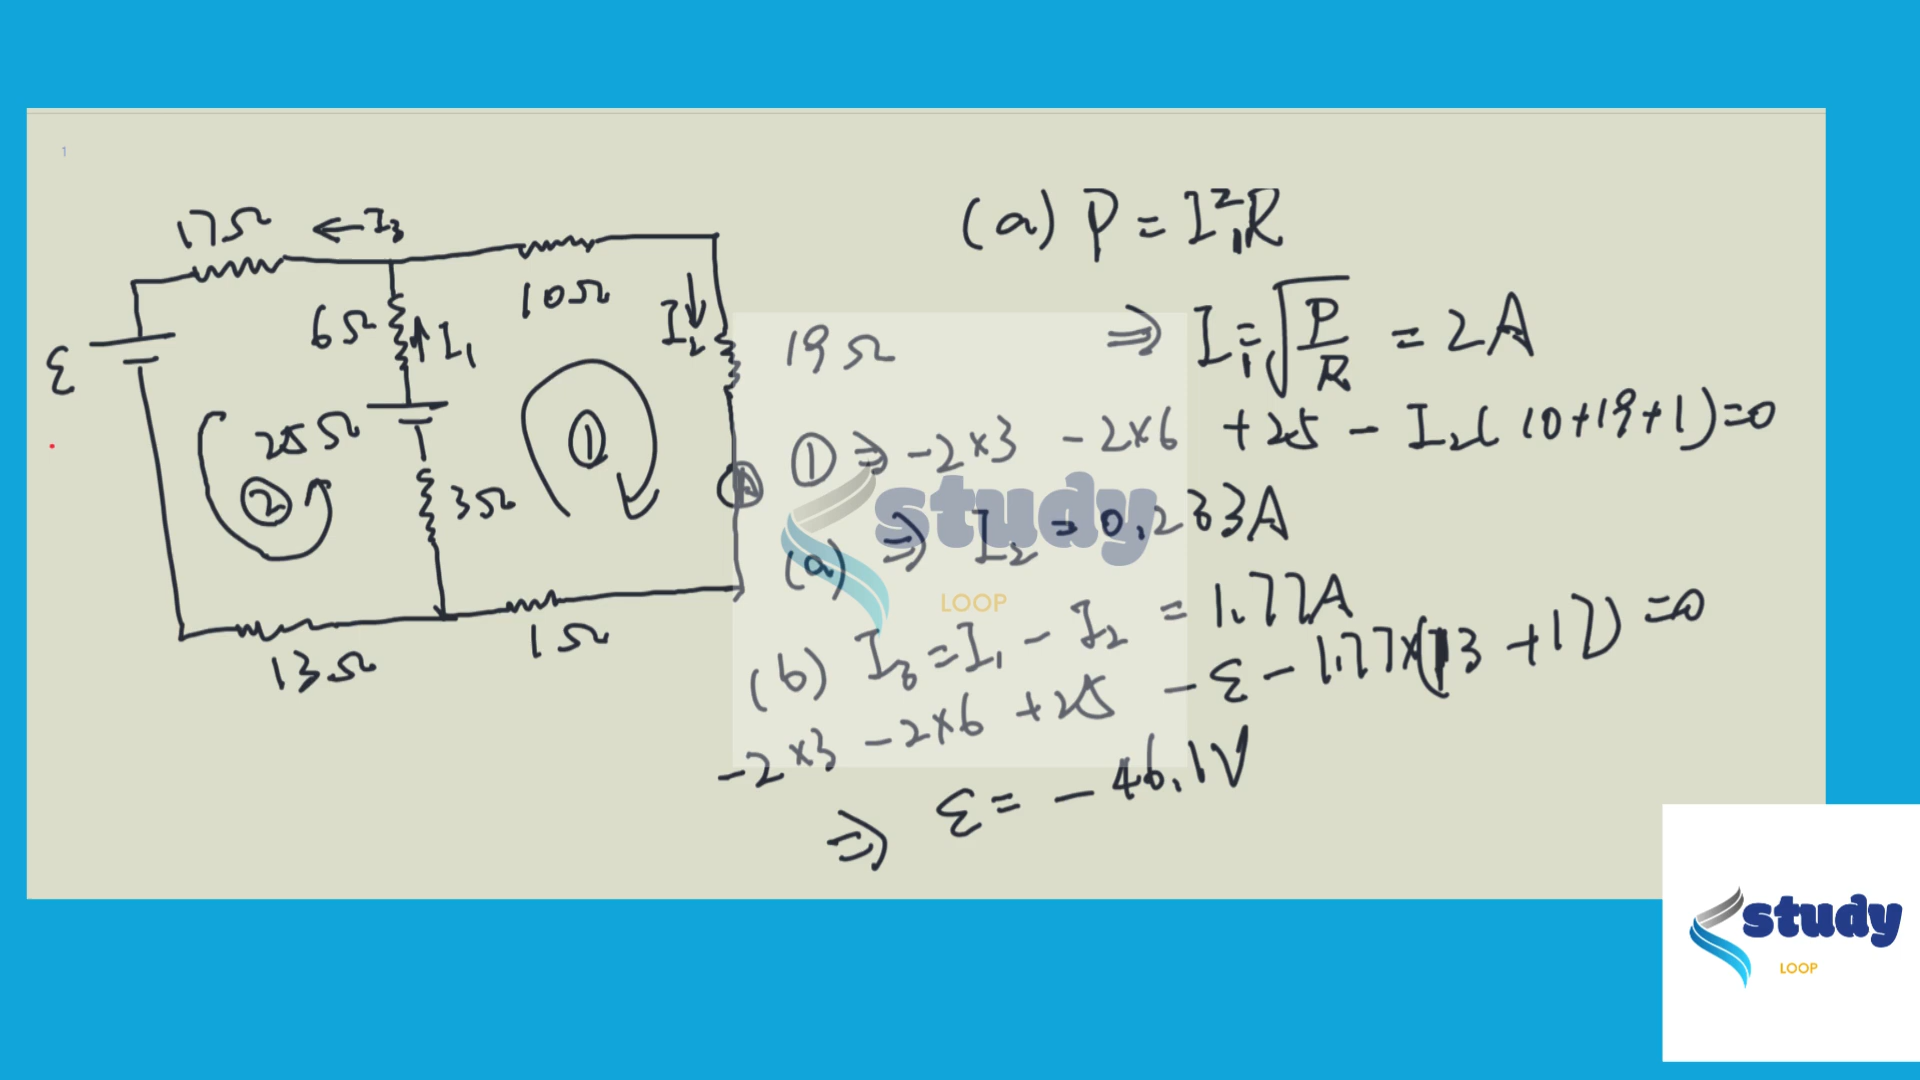 1
17Ω ← I₃
10Ω
6Ω ↑ I₁
I₂ ↓
19Ω
ε
25Ω
①
②
3Ω
A
13Ω
1Ω
(a) P = I₁²R
⇒ I₁ = √(P/R) = 2A
① ⇒ -2×3 - 2×6 + 25 - I₂(10+19+1)=0
(a) ⇒ I₂ = 0.233A
(b) I₃ = I₁ - I₂ = 1.77A
-2×3 - 2×6 + 25 - ε - 1.77×(13+17)=0
⇒ ε = -46.1V
study
LOOP
study
LOOP